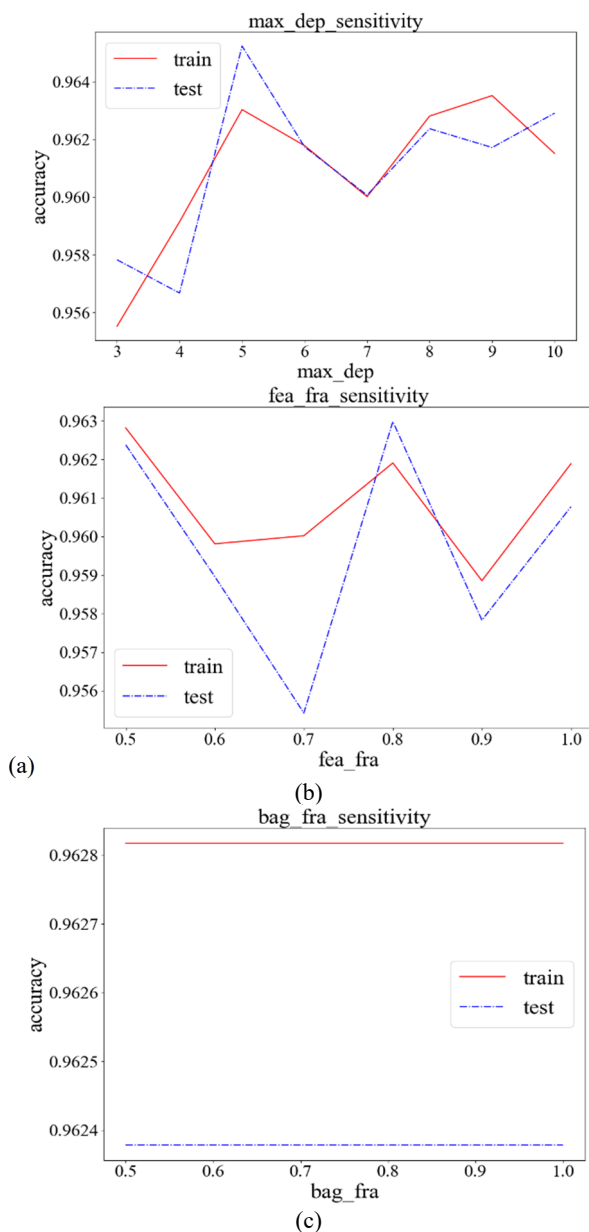 max_dep_sensitivity
train
test
0.964
0.962
0.960
0.958
0.956
accuracy
3 4 5 6 7 8 9 10
max_dep
fea_fra_sensitivity
0.963
0.962
0.961
0.960
0.959
0.958
0.957
0.956
accuracy
train
test
0.5 0.6 0.7 0.8 0.9 1.0
fea_fra
(a)
(b)
bag_fra_sensitivity
0.9628
0.9627
0.9626
0.9625
0.9624
accuracy
train
test
0.5 0.6 0.7 0.8 0.9 1.0
bag_fra
(c)